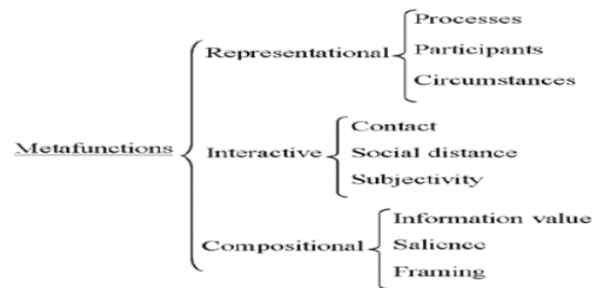 Metafunctions
Representational
Processes
Participants
Circumstances
Interactive
Contact
Social distance
Subjectivity
Compositional
Information value
Salience
Framing